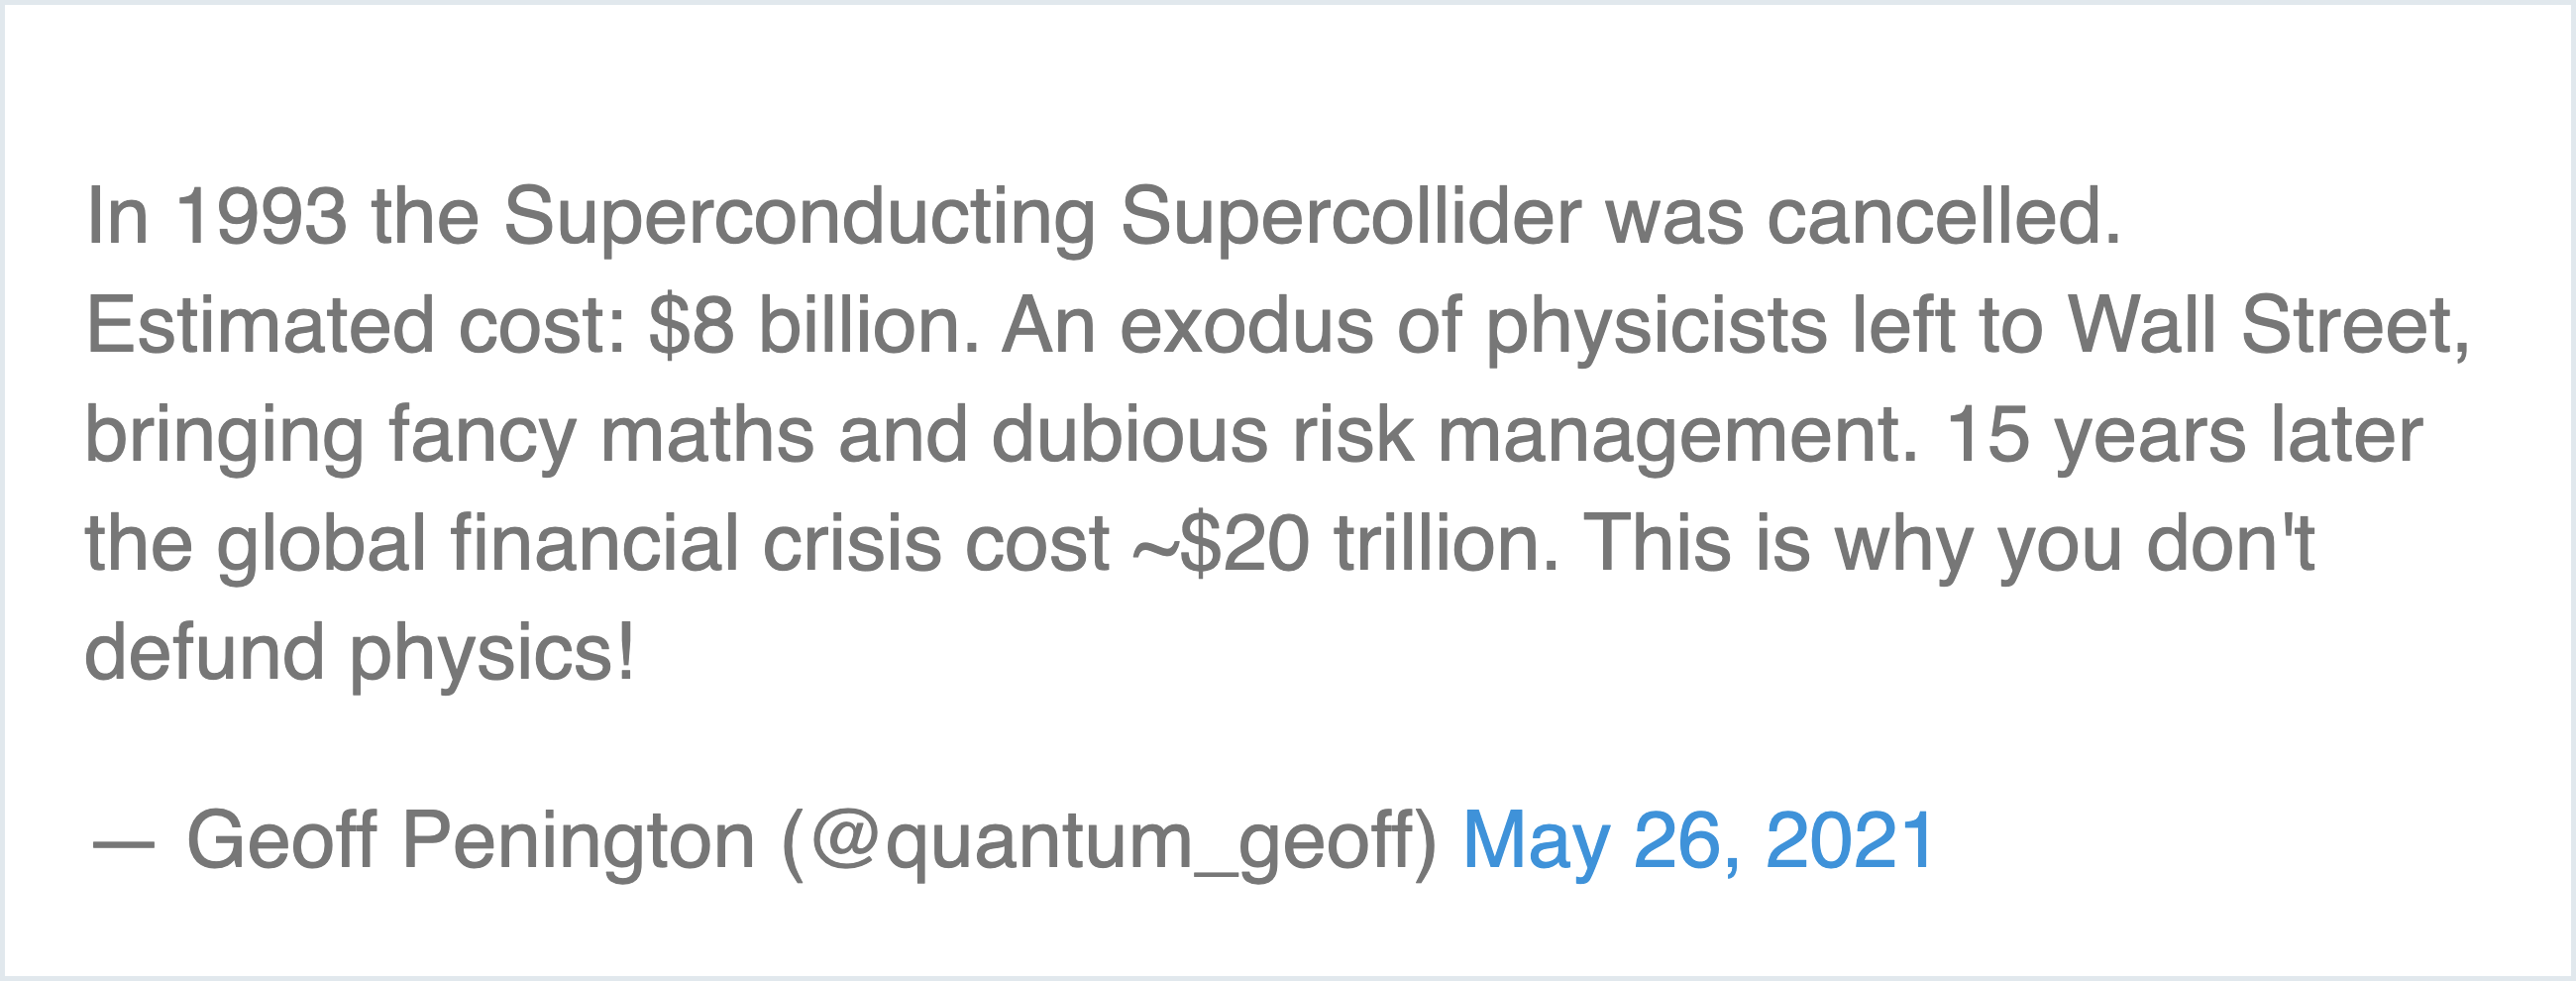 In 1993 the Superconducting Supercollider was cancelled.
Estimated cost: $8 billion. An exodus of physicists left to Wall Street,
bringing fancy maths and dubious risk management. 15 years later
the global financial crisis cost ~$20 trillion. This is why you don't
defund physics!
— Geoff Penington (@quantum_geoff) May 26, 2021